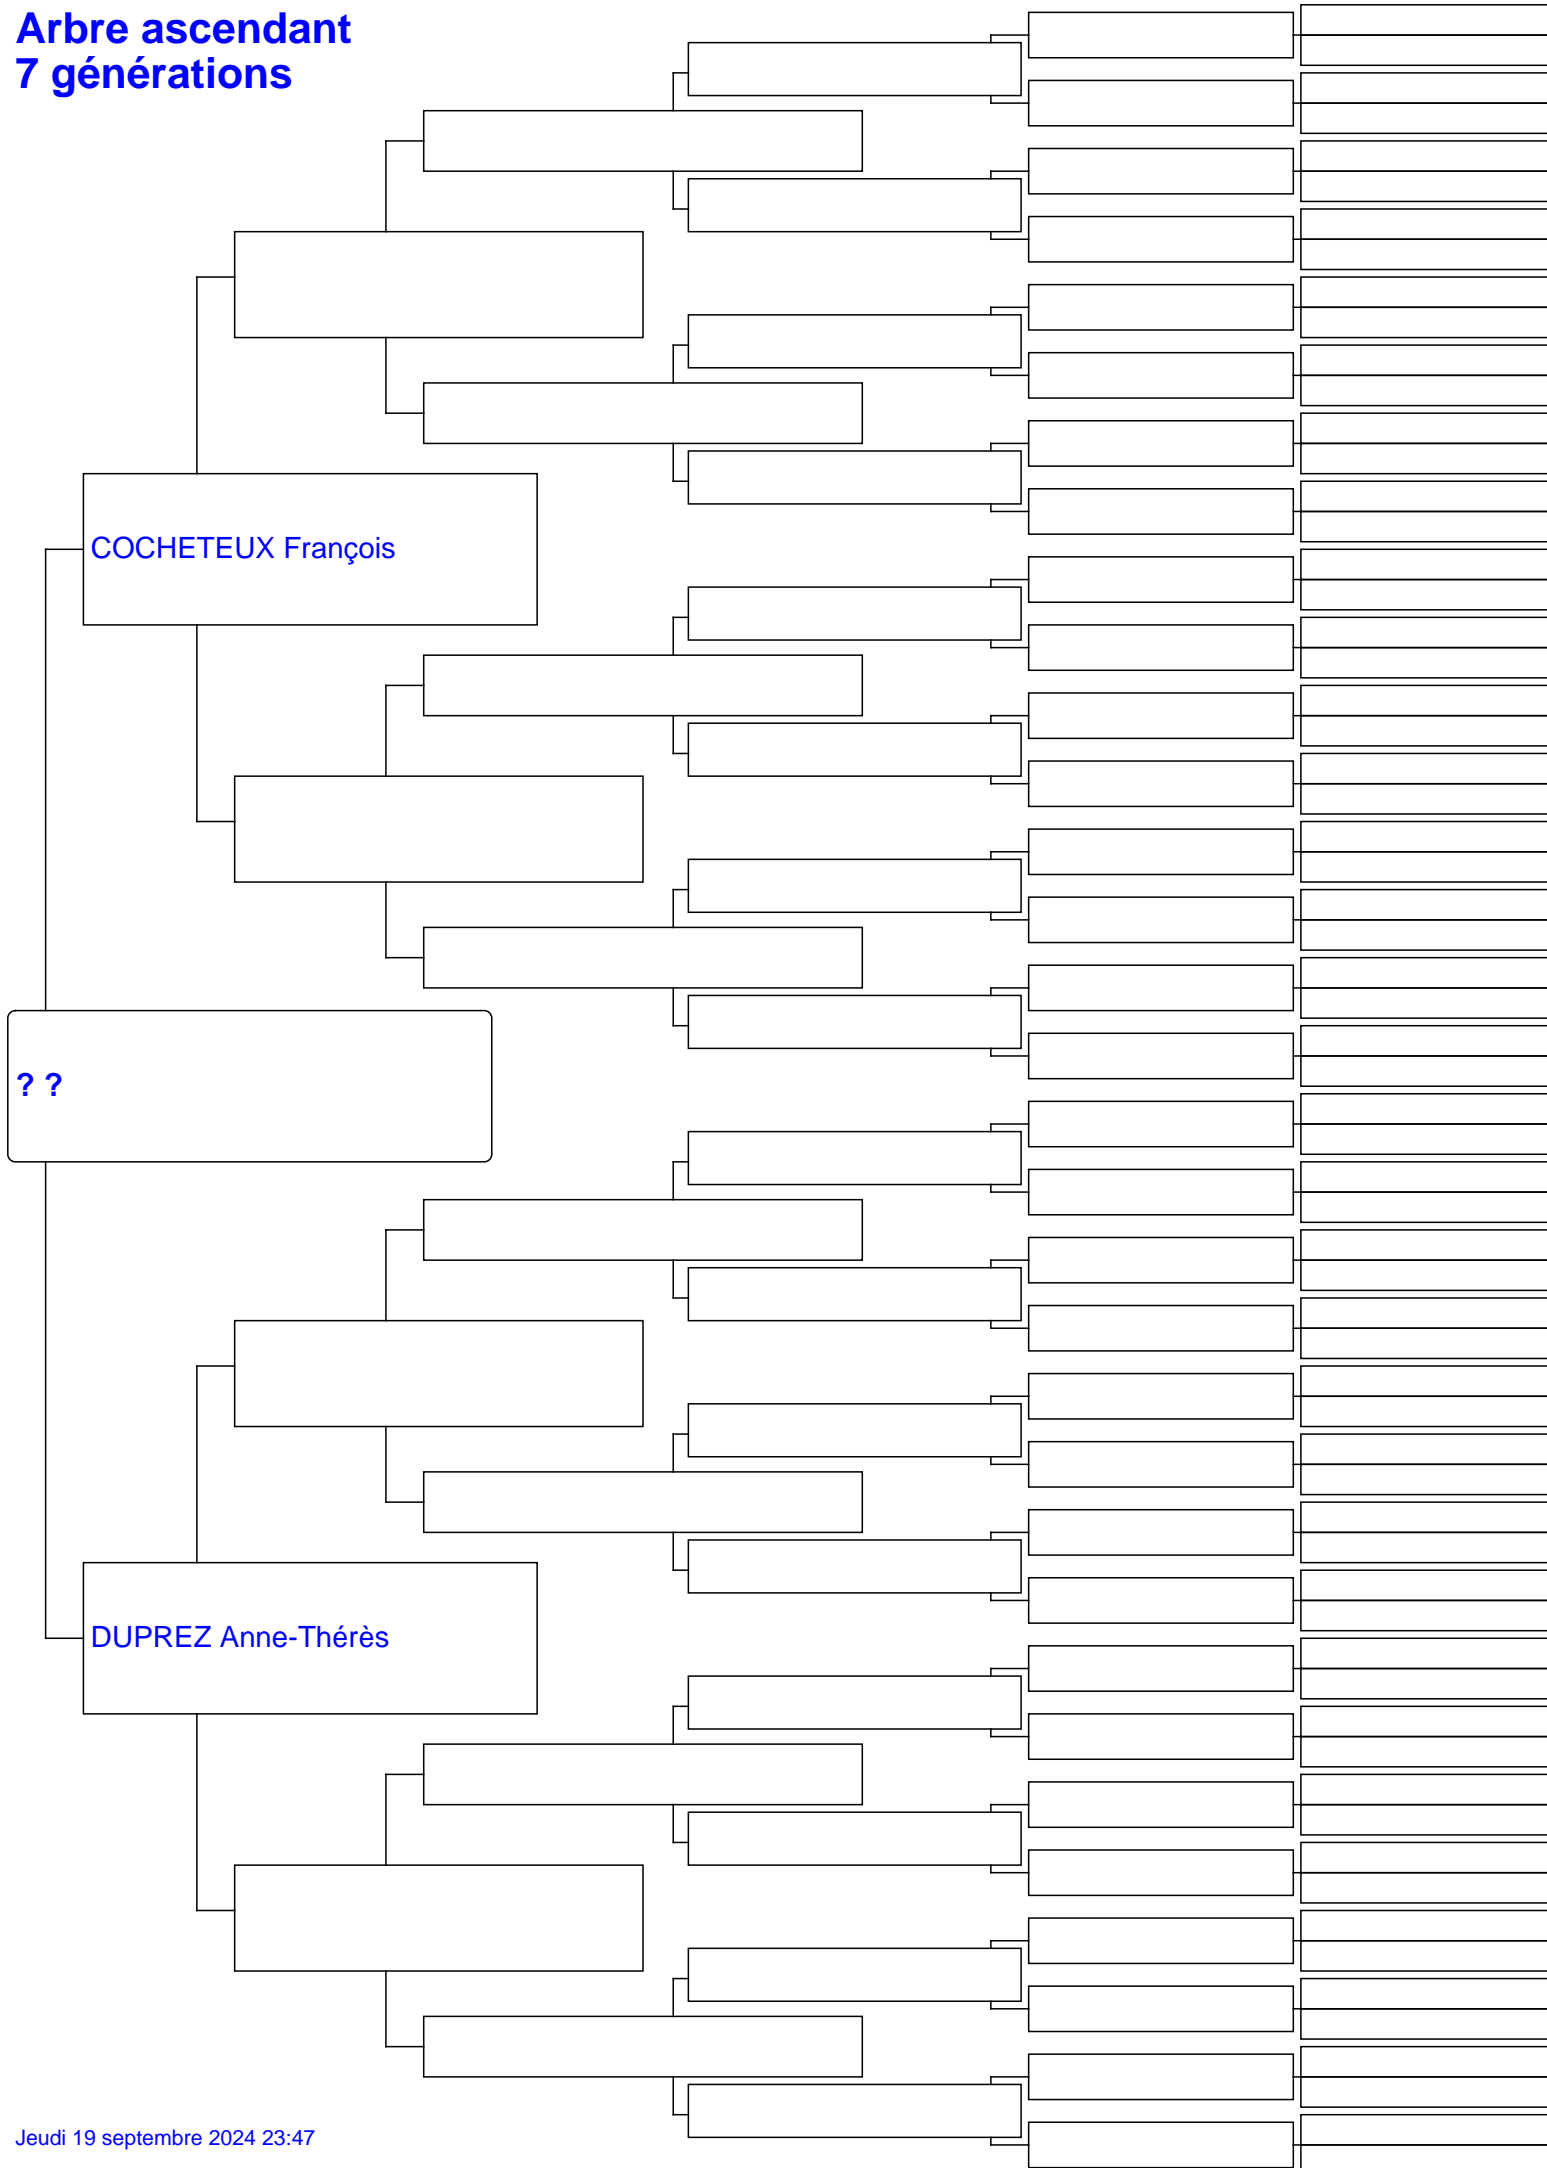 Arbre ascendant
7 générations
COCHETEUX François
? ?
DUPREZ Anne-Thérès
Jeudi 19 septembre 2024 23:47